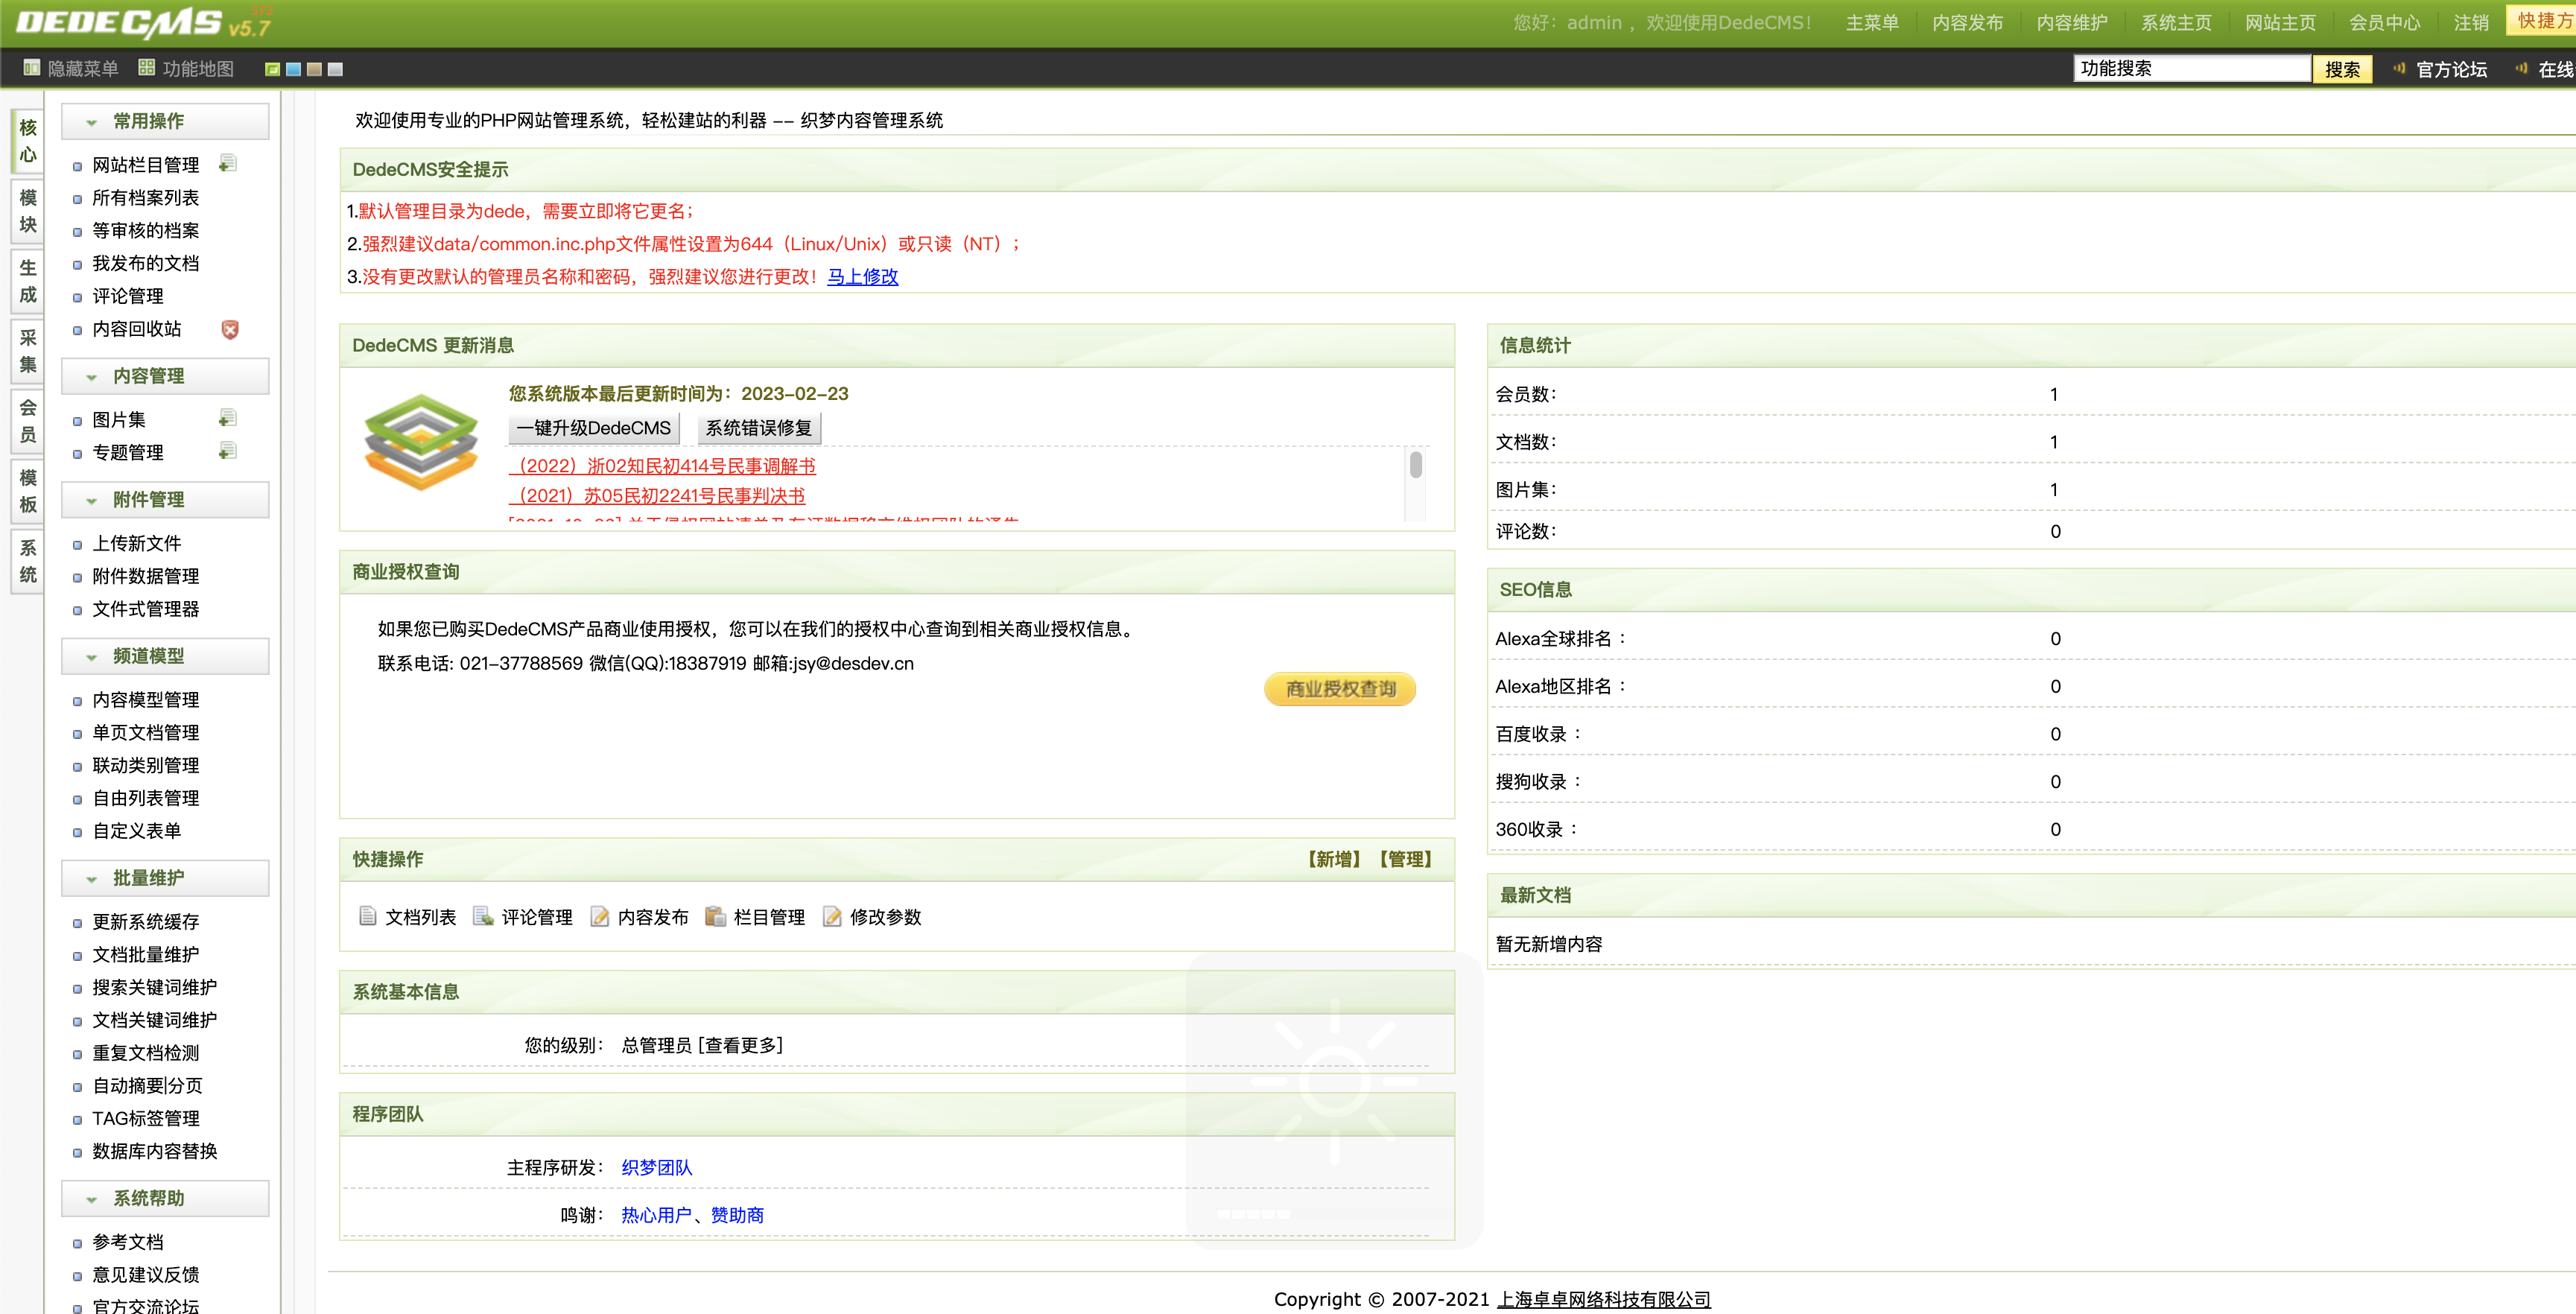 DEDECMS v5.7 SP2
您好：admin ，欢迎使用DedeCMS！ 主菜单 内容发布 内容维护 系统主页 网站主页 会员中心 注销 快捷方
隐藏菜单 功能地图 功能搜索 搜索 官方论坛 在线
核心
模块
生成
采集
会员
模板
系统
常用操作
网站栏目管理
所有档案列表
等审核的档案
我发布的文档
评论管理
内容回收站
内容管理
图片集
专题管理
附件管理
上传新文件
附件数据管理
文件式管理器
频道模型
内容模型管理
单页文档管理
联动类别管理
自由列表管理
自定义表单
批量维护
更新系统缓存
文档批量维护
搜索关键词维护
文档关键词维护
重复文档检测
自动摘要|分页
TAG标签管理
数据库内容替换
系统帮助
参考文档
意见建议反馈
官方交流论坛
欢迎使用专业的PHP网站管理系统，轻松建站的利器 -- 织梦内容管理系统
DedeCMS安全提示
1.默认管理目录为dede，需要立即将它更名；
2.强烈建议data/common.inc.php文件属性设置为644（Linux/Unix）或只读（NT）；
3.没有更改默认的管理员名称和密码，强烈建议您进行更改！马上修改
DedeCMS 更新消息
您系统版本最后更新时间为：2023-02-23
一键升级DedeCMS 系统错误修复
（2022）浙02知民初414号民事调解书
（2021）苏05民初2241号民事判决书
商业授权查询
如果您已购买DedeCMS产品商业使用授权，您可以在我们的授权中心查询到相关商业授权信息。
联系电话: 021-37788569 微信(QQ):18387919 邮箱:jsy@desdev.cn
商业授权查询
快捷操作 【新增】 【管理】
文档列表 评论管理 内容发布 栏目管理 修改参数
系统基本信息
您的级别： 总管理员 [查看更多]
程序团队
主程序研发： 织梦团队
鸣谢： 热心用户、赞助商
信息统计
会员数： 1
文档数： 1
图片集： 1
评论数： 0
SEO信息
Alexa全球排名 ： 0
Alexa地区排名 ： 0
百度收录 ： 0
搜狗收录 ： 0
360收录 ： 0
最新文档
暂无新增内容
Copyright © 2007-2021 上海卓卓网络科技有限公司